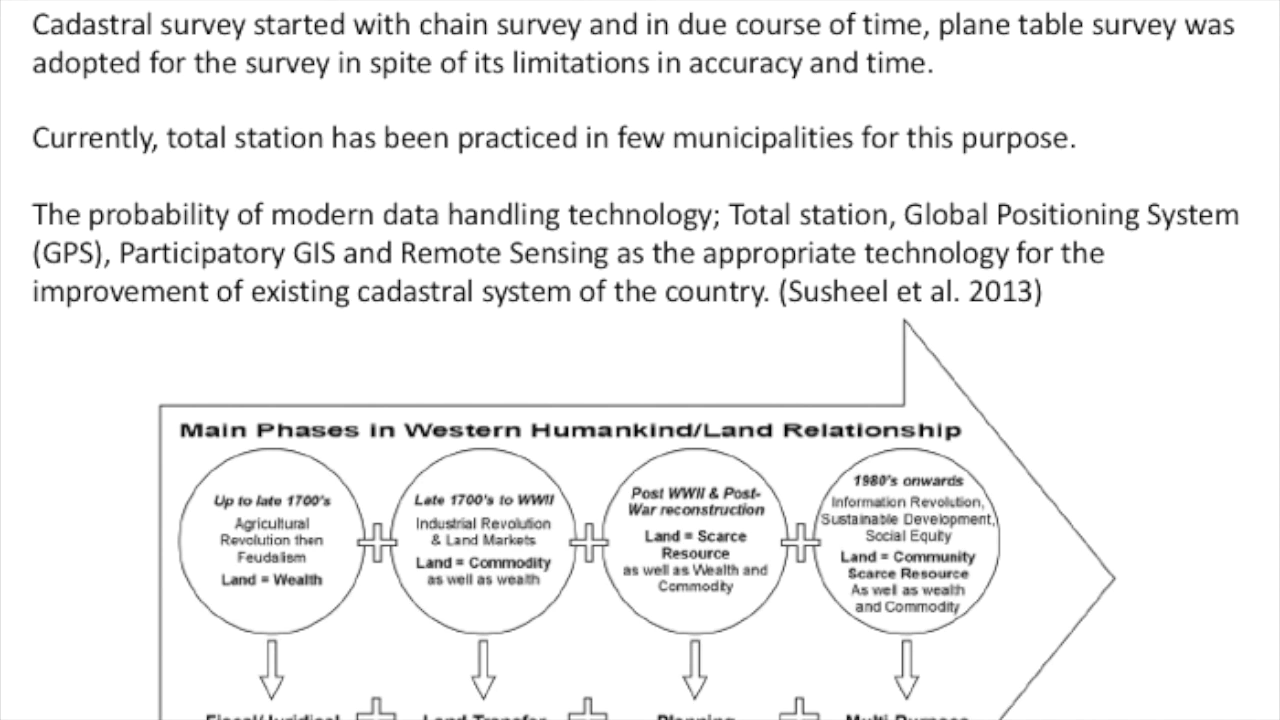 Cadastral survey started with chain survey and in due course of time, plane table survey was
adopted for the survey in spite of its limitations in accuracy and time.
Currently, total station has been practiced in few municipalities for this purpose.
The probability of modern data handling technology; Total station, Global Positioning System
(GPS), Participatory GIS and Remote Sensing as the appropriate technology for the
improvement of existing cadastral system of the country. (Susheel et al. 2013)
Main Phases in Western Humankind/Land Relationship
Up to late 1700's
Agricultural
Revolution then
Feudalism
Land = Wealth
Late 1700's to WWII
Industrial Revolution
& Land Markets
Land = Commodity
as well as wealth
Post WWII & Post-
War reconstruction
Land = Scarce
Resource
as well as Wealth and
Commodity
1980's onwards
Information Revolution,
Sustainable Development,
Social Equity
Land = Community
Scarce Resource
As well as wealth
and Commodity
Fiscal/Juridical
Land Transfer
Planning
Multi-Purpose